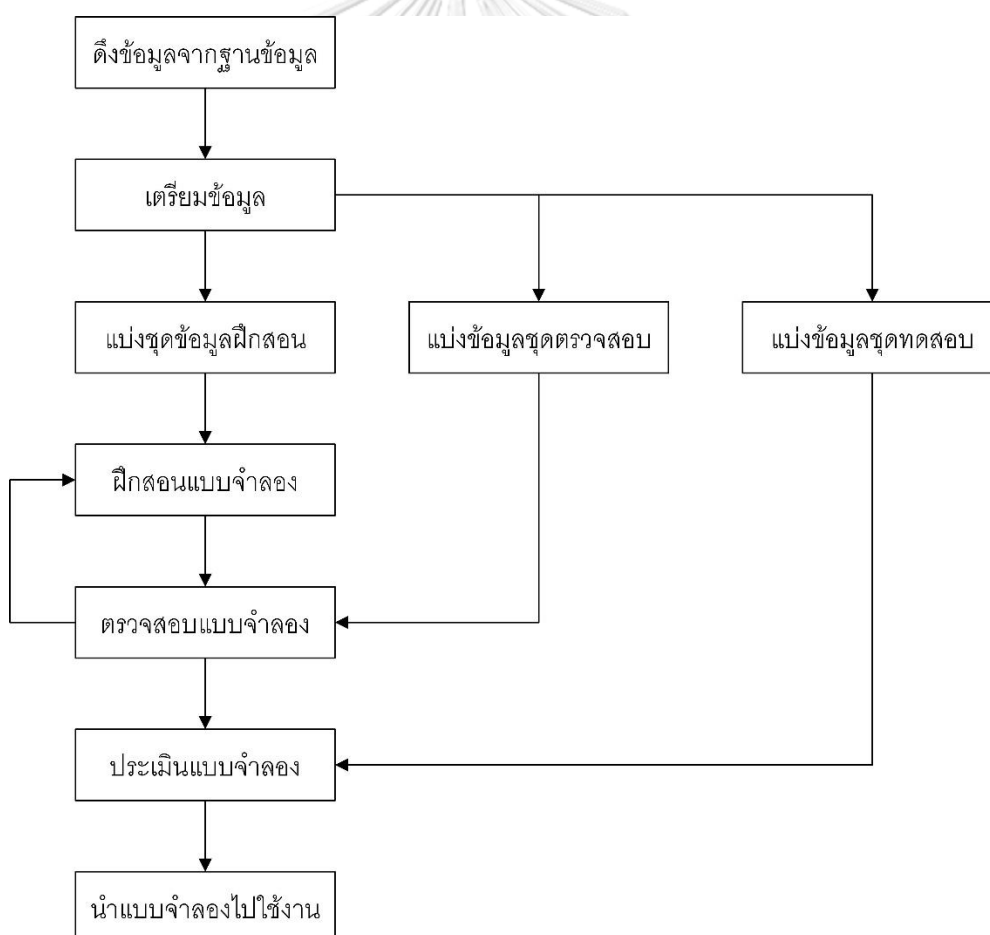 ดึงข้อมูลจากฐานข้อมูล
เตรียมข้อมูล
แบ่งชุดข้อมูลฝึกสอน
แบ่งข้อมูลชุดตรวจสอบ
แบ่งข้อมูลชุดทดสอบ
ฝึกสอนแบบจำลอง
ตรวจสอบแบบจำลอง
ประเมินแบบจำลอง
นำแบบจำลองไปใช้งาน